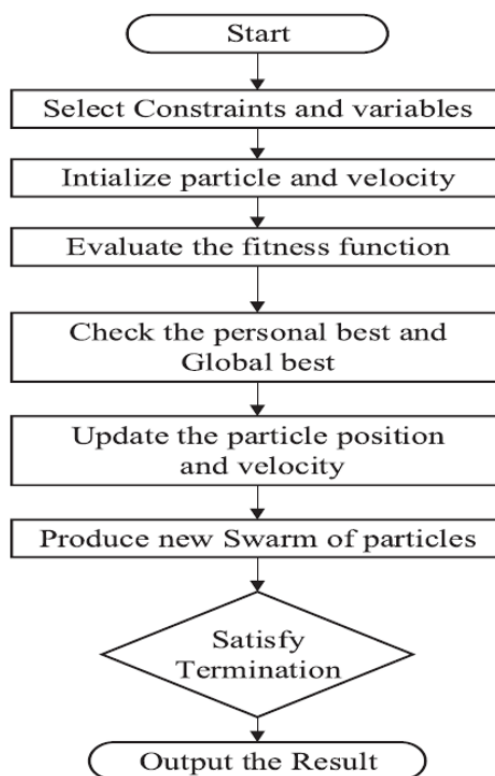 Start
Select Constraints and variables
Intialize particle and velocity
Evaluate the fitness function
Check the personal best and
Global best
Update the particle position
and velocity
Produce new Swarm of particles
Satisfy
Termination
Output the Result